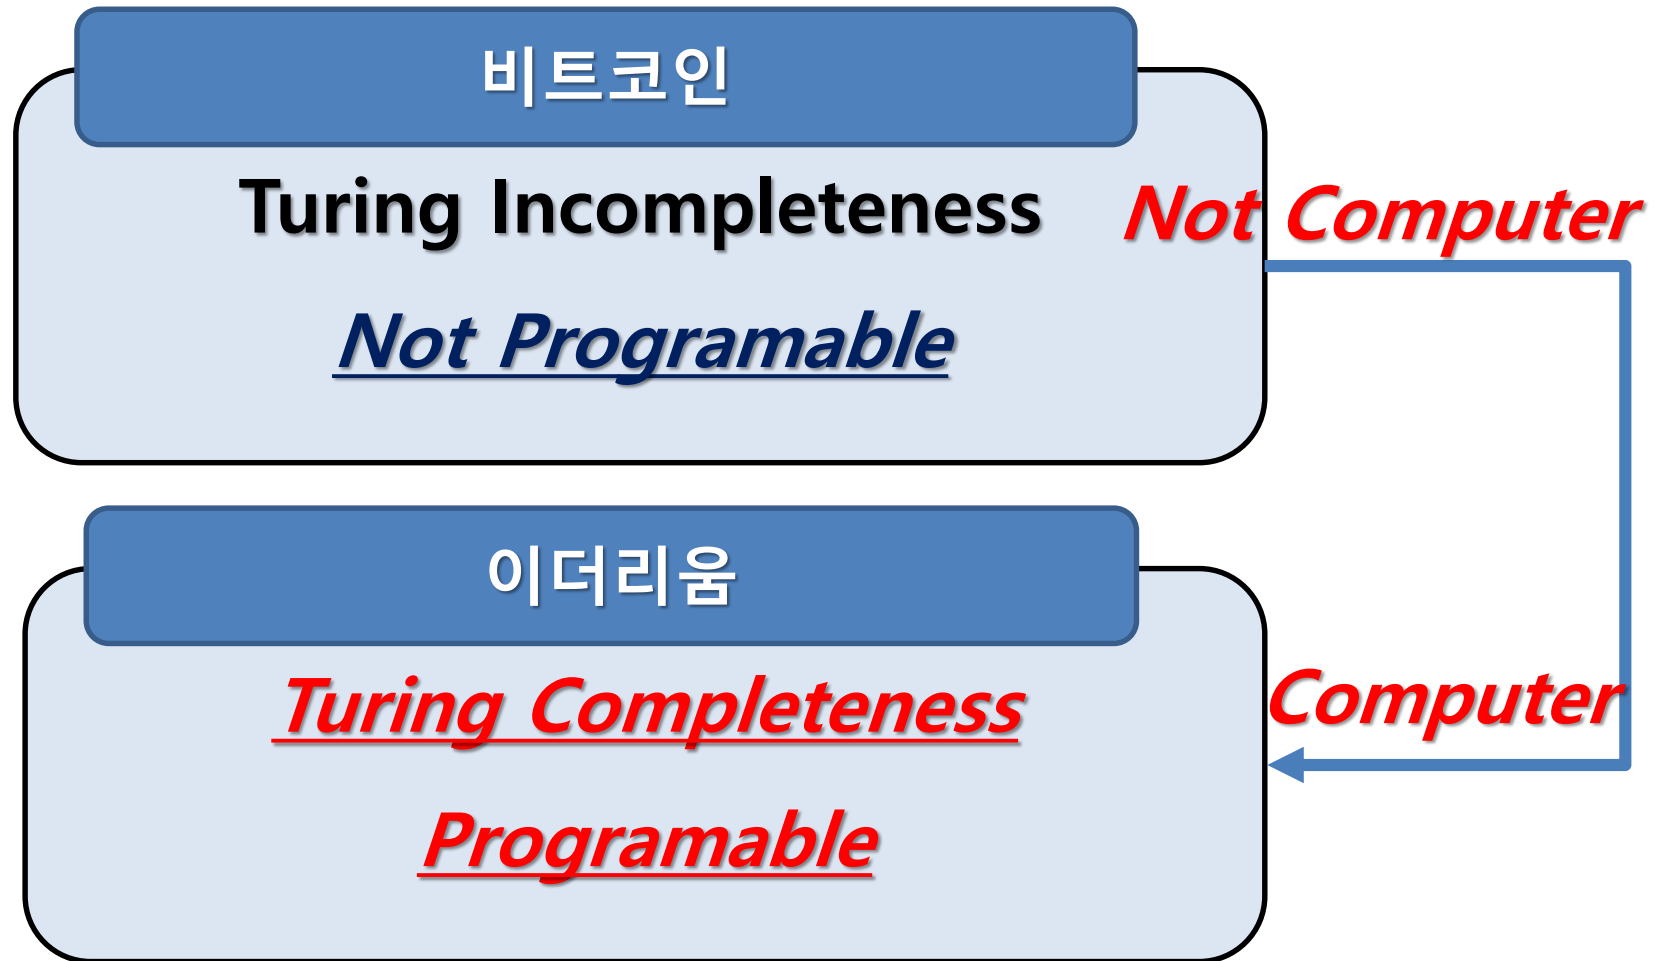 비트코인
Turing Incompleteness
Not Computer
Not Programable
이더리움
Turing Completeness
Computer
Programable